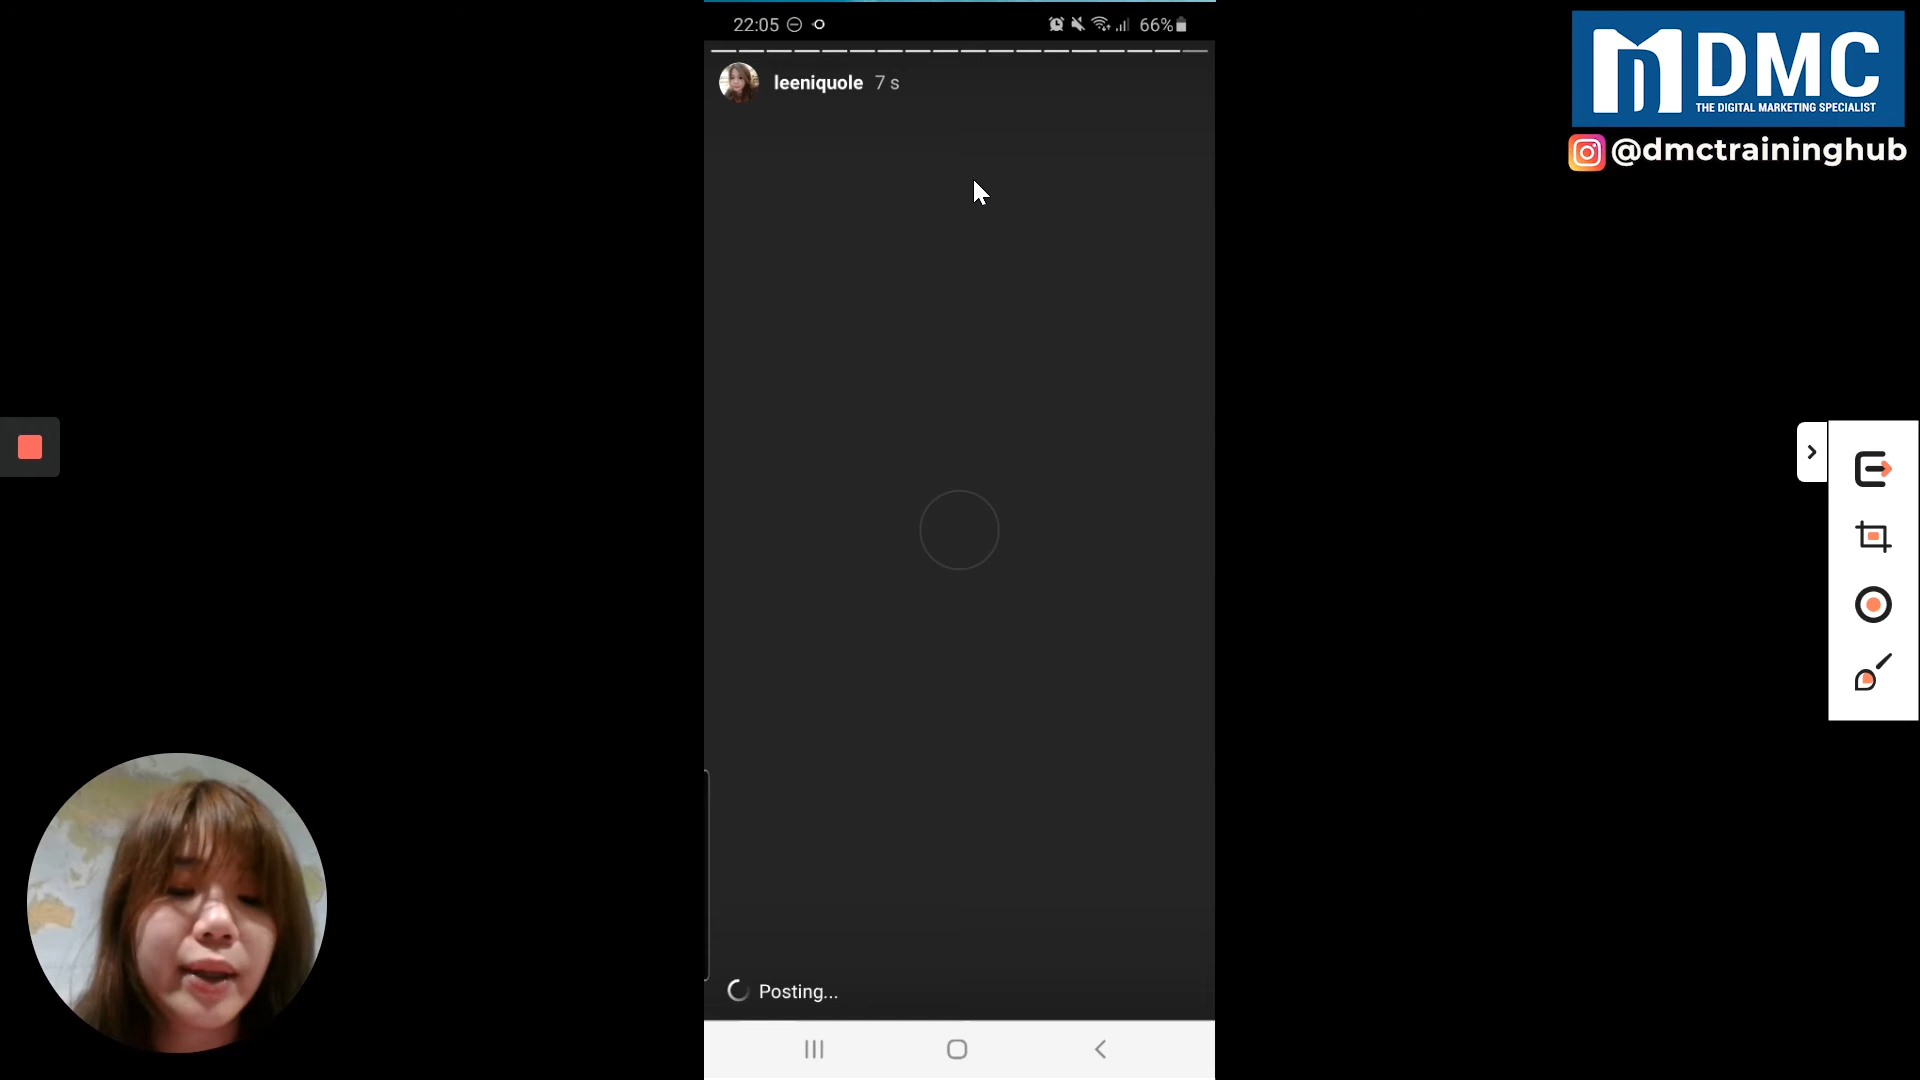 22:05
66%
leeniquole 7 s
Posting...
DMC
THE DIGITAL MARKETING SPECIALIST
@dmctraininghub